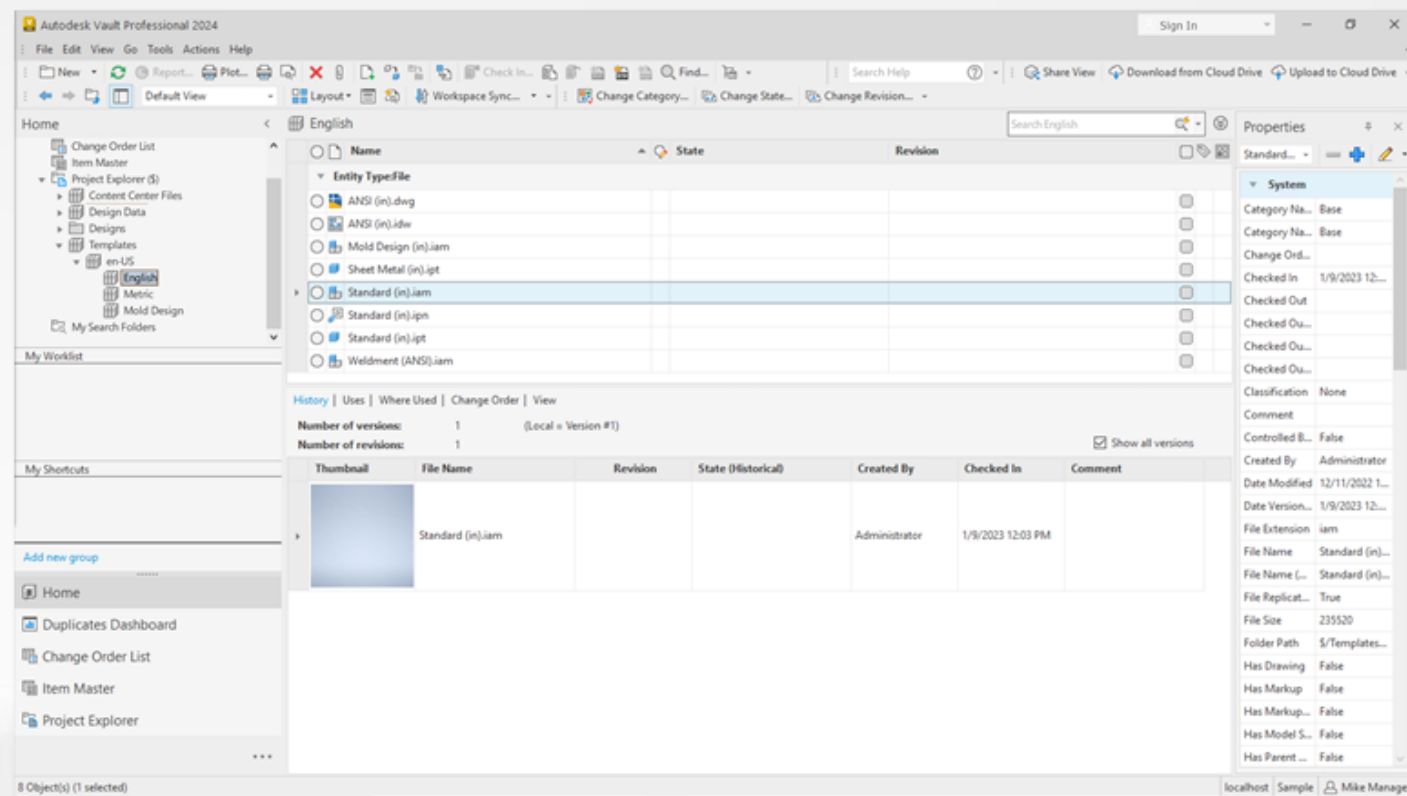 Autodesk Vault Professional 2024
Sign In
File Edit View Go Tools Actions Help
New Report... Plot... Check In... Find... Search Help Share View Download from Cloud Drive Upload to Cloud Drive
Default View Layout Workspace Sync... Change Category... Change State... Change Revision...
Home
Change Order List
Item Master
Project Explorer ($)
Content Center Files
Design Data
Designs
Templates
en-US
English
Metric
Mold Design
My Search Folders
My Worklist
My Shortcuts
Add new group
Home
Duplicates Dashboard
Change Order List
Item Master
Project Explorer
English
Search English
Name State Revision
Entity Type:File
ANSI (in).dwg
ANSI (in).idw
Mold Design (in).iam
Sheet Metal (in).ipt
Standard (in).iam
Standard (in).ipn
Standard (in).ipt
Weldment (ANSI).iam
History | Uses | Where Used | Change Order | View
Number of versions: 1 (Local = Version #1)
Number of revisions: 1
Show all versions
Thumbnail File Name Revision State (Historical) Created By Checked In Comment
Standard (in).iam Administrator 1/9/2023 12:03 PM
Properties
Standard...
System
Category Na... Base
Category Na... Base
Change Ord...
Checked In 1/9/2023 12:...
Checked Out
Checked Ou...
Checked Ou...
Checked Ou...
Classification None
Comment
Controlled B... False
Created By Administrator
Date Modified 12/11/2022 1...
Date Version... 1/9/2023 12:...
File Extension iam
File Name Standard (in)...
File Name (... Standard (in)...
File Replicat... True
File Size 235520
Folder Path $/Templates...
Has Drawing False
Has Markup False
Has Markup... False
Has Model S... False
Has Parent ... False
8 Object(s) (1 selected)
localhost Sample Mike Manage